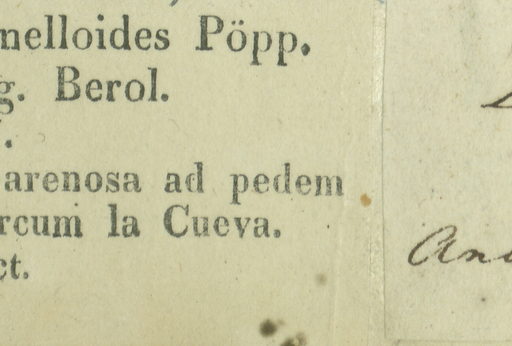 nelloides Pöpp.
g. Berol.
arenosa ad pedem
rcum la Cueva.
ct.